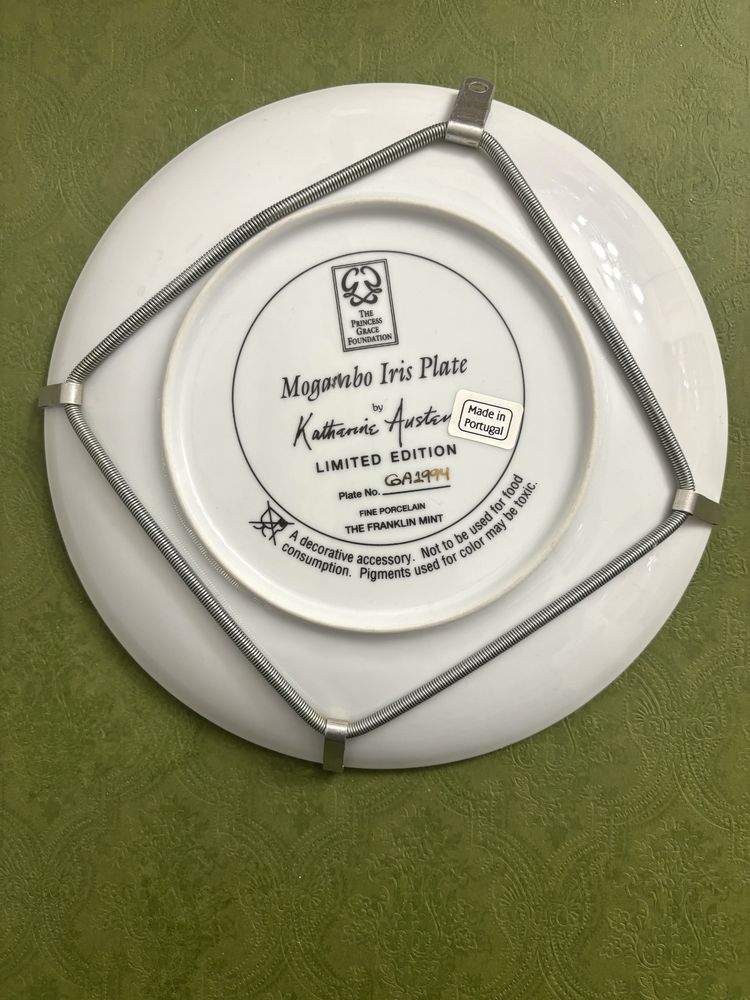 THE
PRINCESS
GRACE
FOUNDATION
Mogambo Iris Plate
by
Katharine Austen
Made in
Portugal
LIMITED EDITION
Plate No. GA1994
FINE PORCELAIN
THE FRANKLIN MINT
A decorative accessory. Not to be used for food
consumption. Pigments used for color may be toxic.